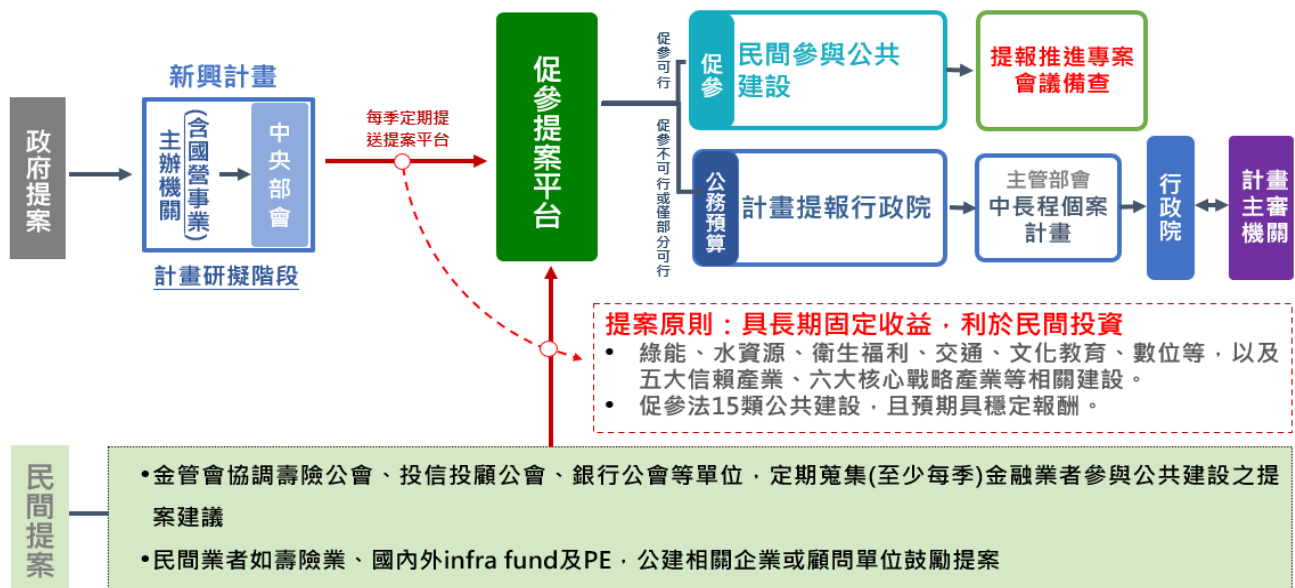 政府提案
新興計畫
主辦機關
(含國營事業)
中央部會
計畫研擬階段
每季定期提
送提案平台
促參提案平台
促參可行
促參不可行或僅部分可行
促參
民間參與公共
建設
提報推進專案
會議備查
公務預算
計畫提報行政院
主管部會
中長程個案
計畫
行政院
計畫
主審
機關
提案原則：具長期固定收益，利於民間投資
• 綠能、水資源、衛生福利、交通、文化教育、數位等，以及
五大信賴產業、六大核心戰略產業等相關建設。
• 促參法15類公共建設，且預期具穩定報酬。
民間提案
•金管會協調壽險公會、投信投顧公會、銀行公會等單位，定期蒐集(至少每季)金融業者參與公共建設之提
案建議
•民間業者如壽險業、國內外infra fund及PE，公建相關企業或顧問單位鼓勵提案